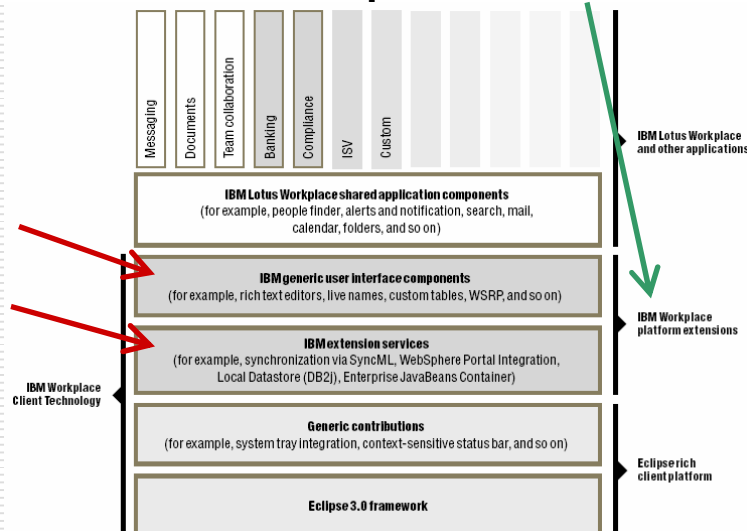 Messaging
Documents
Team collaboration
Banking
Compliance
ISV
Custom
IBM Lotus Workplace
and other applications
IBM Lotus Workplace shared application components
(for example, people finder, alerts and notification, search, mail,
calendar, folders, and so on)
IBM generic user interface components
(for example, rich text editors, live names, custom tables, WSRP, and so on)
IBM Workplace
platform extensions
IBM extension services
(for example, synchronization via SyncML, WebSphere Portal Integration,
Local Datastore (DB2j), Enterprise JavaBeans Container)
IBM Workplace
Client Technology
Generic contributions
(for example, system tray integration, context-sensitive status bar, and so on)
Eclipse rich
client platform
Eclipse 3.0 framework